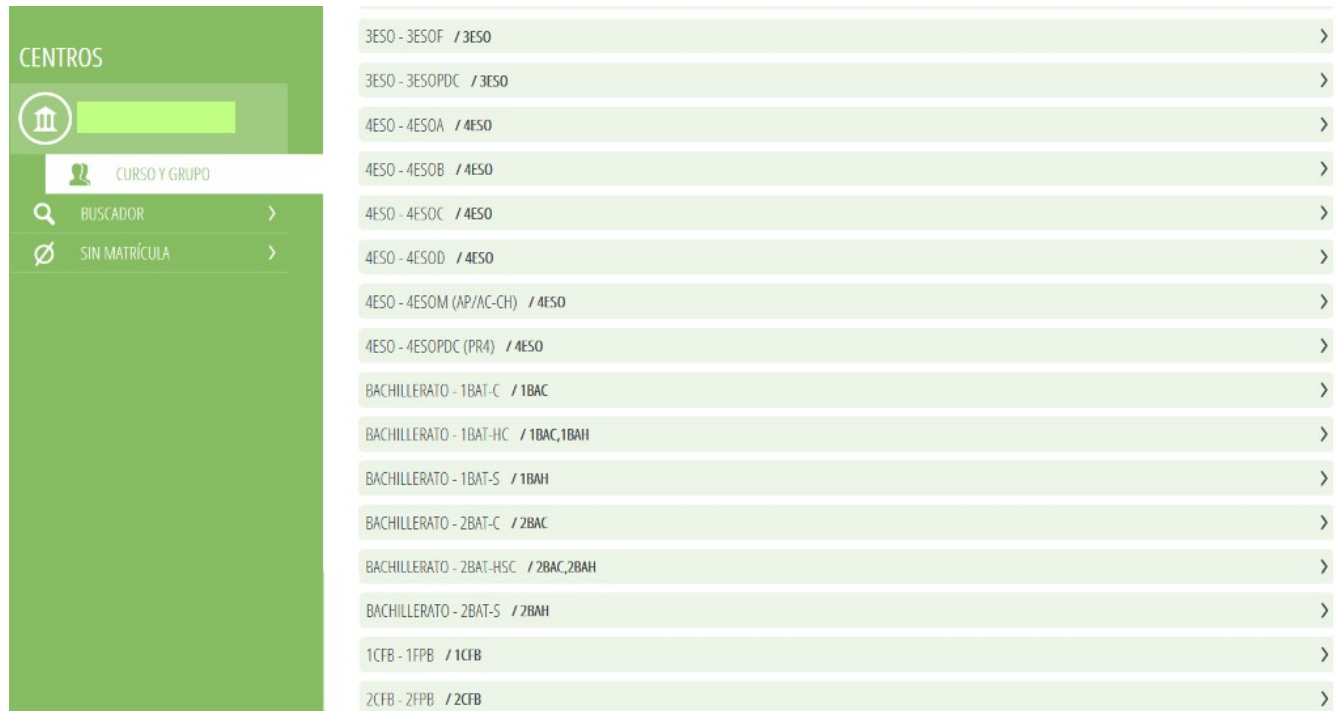 CENTROS
CURSO Y GRUPO
BUSCADOR
SIN MATRÍCULA
3ESO - 3ESOF / 3ESO
3ESO - 3ESOPDC / 3ESO
4ESO - 4ESOA / 4ESO
4ESO - 4ESOB / 4ESO
4ESO - 4ESOC / 4ESO
4ESO - 4ESOD / 4ESO
4ESO - 4ESOM (AP/AC-CH) / 4ESO
4ESO - 4ESOPDC (PR4) / 4ESO
BACHILLERATO - 1BAT-C / 1BAC
BACHILLERATO - 1BAT-HC / 1BAC,1BAH
BACHILLERATO - 1BAT-S / 1BAH
BACHILLERATO - 2BAT-C / 2BAC
BACHILLERATO - 2BAT-HSC / 2BAC,2BAH
BACHILLERATO - 2BAT-S / 2BAH
1CFB - 1FPB / 1CFB
2CFB - 2FPB / 2CFB